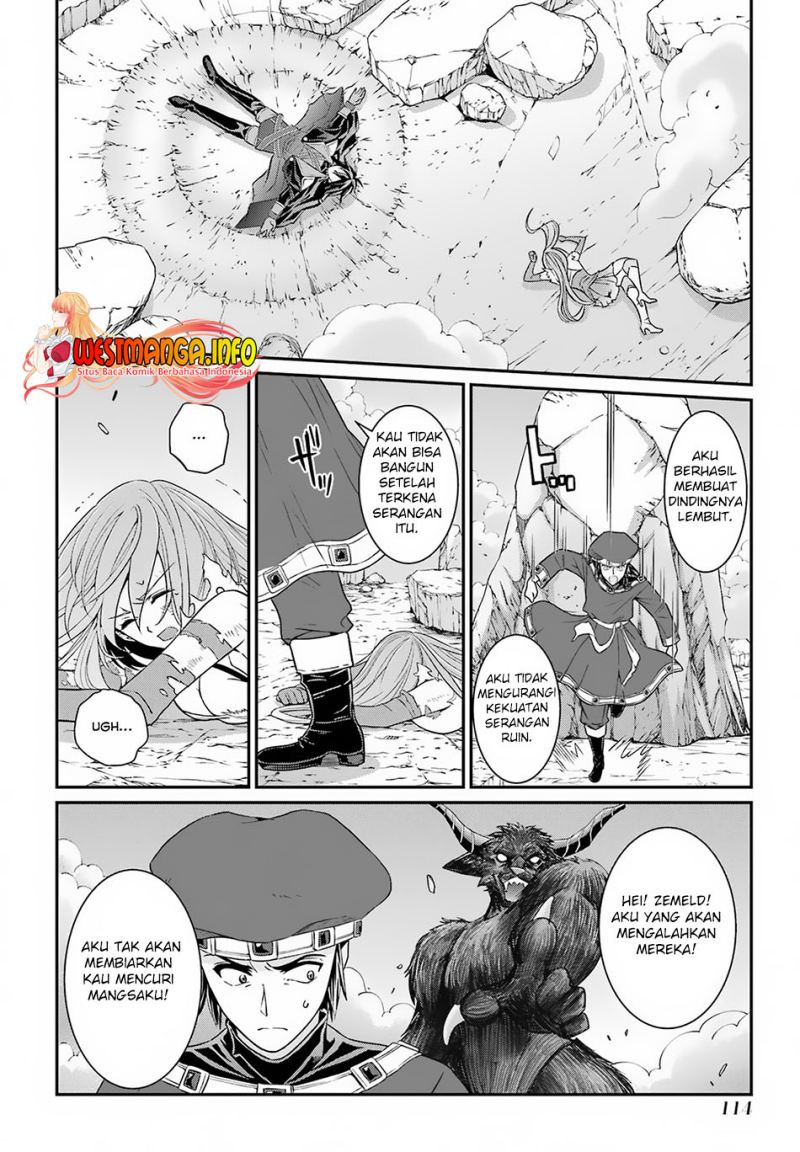 WESTMANGA.INFO
Situs Baca Komik Berbahasa Indonesia
AKU
BERHASIL
MEMBUAT
DINDINGNYA
LEMBUT.
ド...
AKU TIDAK
MENGURANGI
KEKUATAN
SERANGAN
RUIN.
KAU TIDAK
AKAN BISA
BANGUN
SETELAH
TERKENA
SERANGAN
ITU.
ザッ
...
UGH...
HEI! ZEMELD!
AKU YANG AKAN
MENGALAHKAN
MEREKA!
AKU TAK AKAN
MEMBIARKAN
KAU MENCURI
MANGSAKU!
114